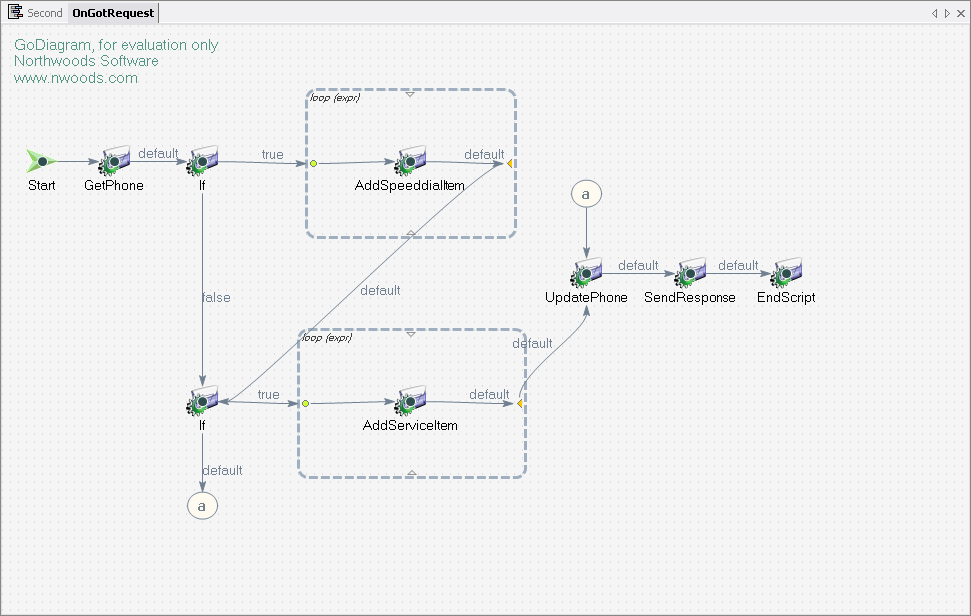 Second OnGotRequest
GoDiagram, for evaluation only
Northwoods Software
www.nwoods.com
loop (expr)
default
true
default
Start
GetPhone
If
AddSpeeddialItem
a
default
default
false
default
UpdatePhone
SendResponse
EndScript
loop (expr)
default
true
default
If
AddServiceItem
default
a